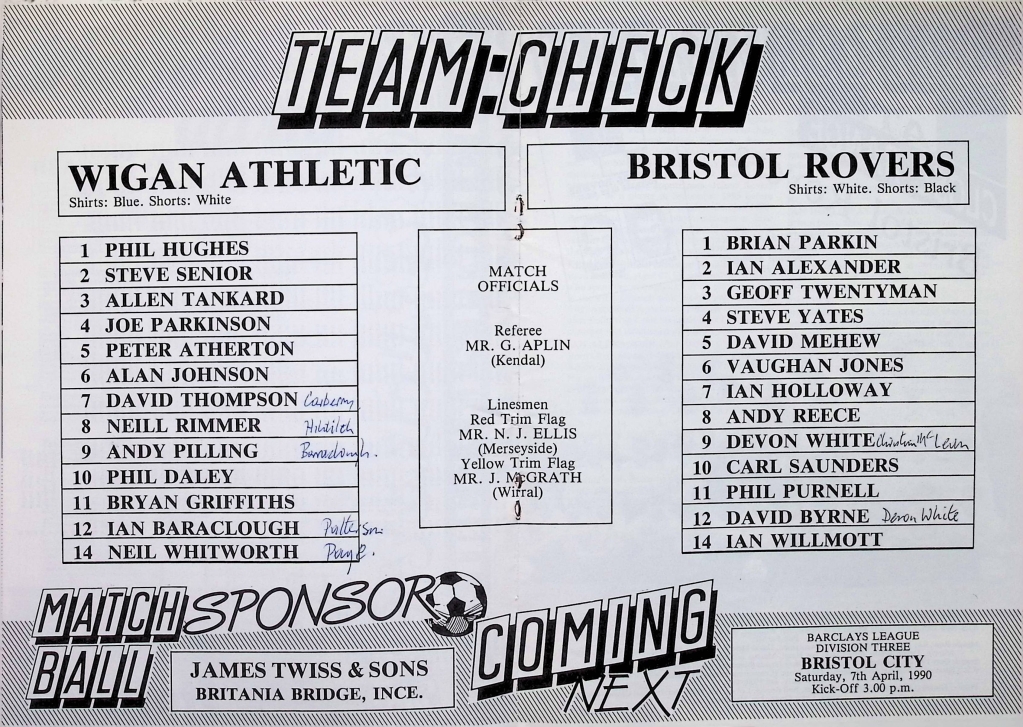 TEAM:CHECK
WIGAN ATHLETIC
Shirts: Blue. Shorts: White
BRISTOL ROVERS
Shirts: White. Shorts: Black
1 PHIL HUGHES
2 STEVE SENIOR
3 ALLEN TANKARD
4 JOE PARKINSON
5 PETER ATHERTON
6 ALAN JOHNSON
7 DAVID THOMPSON Carberry
8 NEILL RIMMER
9 ANDY PILLING Baraclough.
10 PHIL DALEY
11 BRYAN GRIFFITHS
12 IAN BARACLOUGH Patterson
14 NEIL WHITWORTH Page.
MATCH
OFFICIALS
Referee
MR. G. APLIN
(Kendal)
Linesmen
Red Trim Flag
MR. N. J. ELLIS
(Merseyside)
Yellow Trim Flag
MR. J. McGRATH
(Wirral)
1 BRIAN PARKIN
2 IAN ALEXANDER
3 GEOFF TWENTYMAN
4 STEVE YATES
5 DAVID MEHEW
6 VAUGHAN JONES
7 IAN HOLLOWAY
8 ANDY REECE
9 DEVON WHITE Christian McLean
10 CARL SAUNDERS
11 PHIL PURNELL
12 DAVID BYRNE Devon White
14 IAN WILLMOTT
MATCH SPONSOR
BALL
JAMES TWISS & SONS
BRITANIA BRIDGE, INCE.
COMING
NEXT
BARCLAYS LEAGUE
DIVISION THREE
BRISTOL CITY
Saturday, 7th April, 1990
Kick-Off 3.00 p.m.